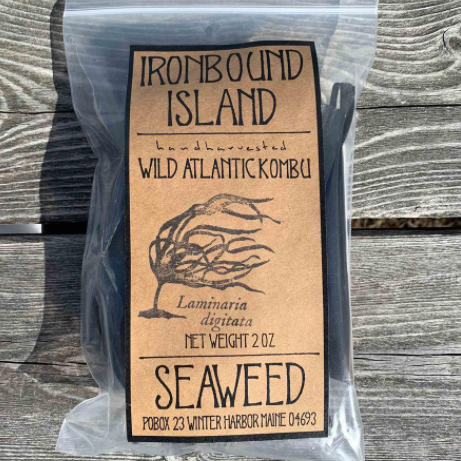 IRONBOUND
ISLAND
handharvested
WILD ATLANTIC KOMBU
Laminaria
digitata
NET WEIGHT 2 OZ
SEAWEED
PO BOX 23 WINTER HARBOR MAINE 04693